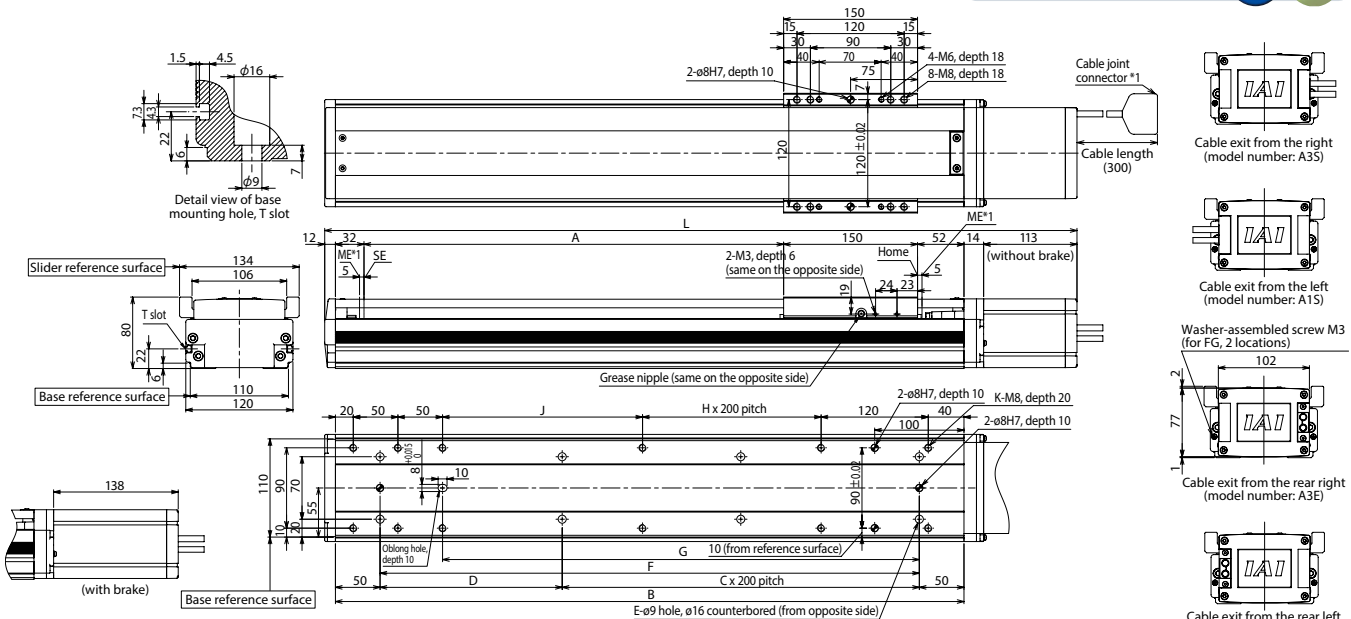 150
15
120
15
30
90
30
40
70
40
75
7
4-M6, depth 18
8-M8, depth 18
2-ø8H7, depth 10
120
120±0.02
Cable joint
connector *1
Cable length
(300)
1.5
4.5
ϕ16
7.3
4.3
22
6
7
ϕ9
Detail view of base
mounting hole, T slot
IAI
Cable exit from the right
(model number: A3S)
IAI
Cable exit from the left
(model number: A1S)
Washer-assembled screw M3
(for FG, 2 locations)
102
2
77
1
IAI
Cable exit from the rear right
(model number: A3E)
IAI
L
12
32
A
150
52
14
113
(without brake)
ME*1
5
SE
2-M3, depth 6
(same on the opposite side)
Home
ME*1
5
19
24
23
Grease nipple (same on the opposite side)
Slider reference surface
134
106
T slot
80
22
6
110
120
Base reference surface
20
50
50
J
H x 200 pitch
120
40
100
2-ø8H7, depth 10
K-M8, depth 20
2-ø8H7, depth 10
8 +0.015 0
10
110
90
70
55
10
20
90±0.02
Oblong hole,
depth 10
10 (from reference surface)
G
F
50
D
C x 200 pitch
50
B
E-ø9 hole, ø16 counterbored (from opposite side)
Base reference surface
138
(with brake)
Cable exit from the rear left